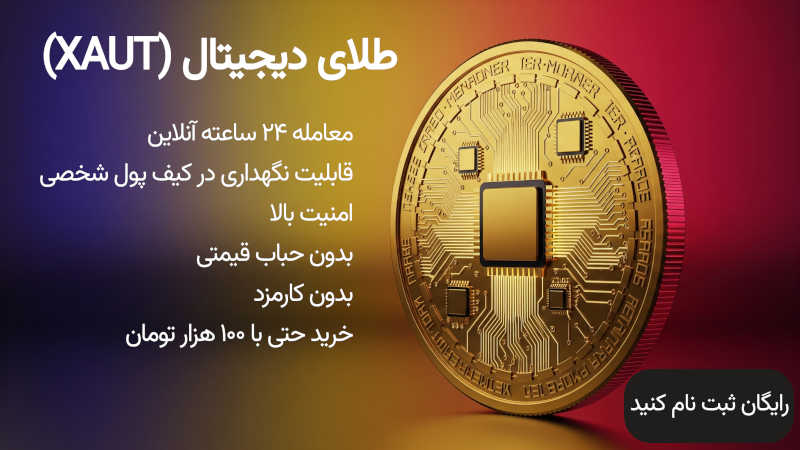 طلای دیجیتال (XAUT)
معامله ۲۴ ساعته آنلاین
قابلیت نگهداری در کیف پول شخصی
امنیت بالا
بدون حباب قیمتی
بدون کارمزد
خرید حتی با ۱۰۰ هزار تومان
رایگان ثبت نام کنید